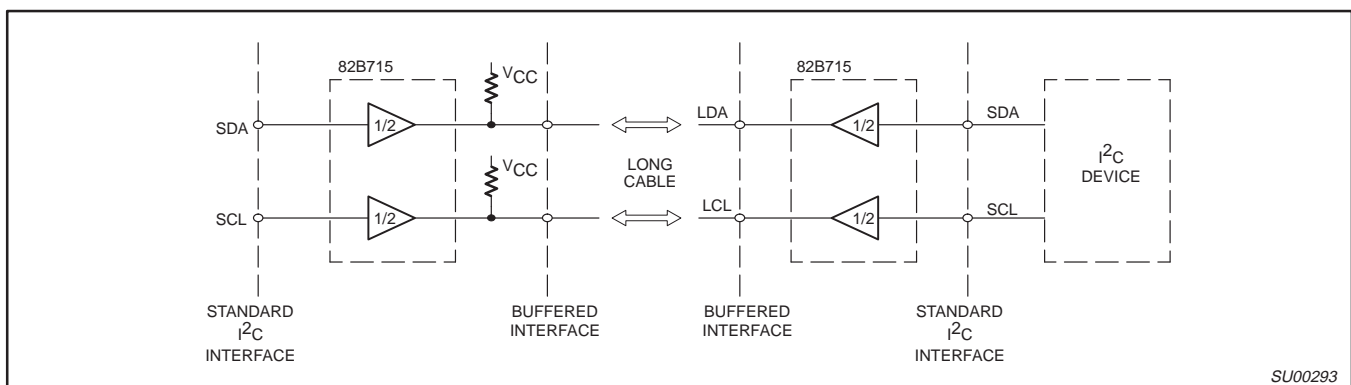 82B715
VCC
82B715
SDA
1/2
LDA
1/2
SDA
VCC
LONG
CABLE
I2C
DEVICE
SCL
1/2
LCL
1/2
SCL
STANDARD
I2C
INTERFACE
BUFFERED
INTERFACE
BUFFERED
INTERFACE
STANDARD
I2C
INTERFACE
SU00293